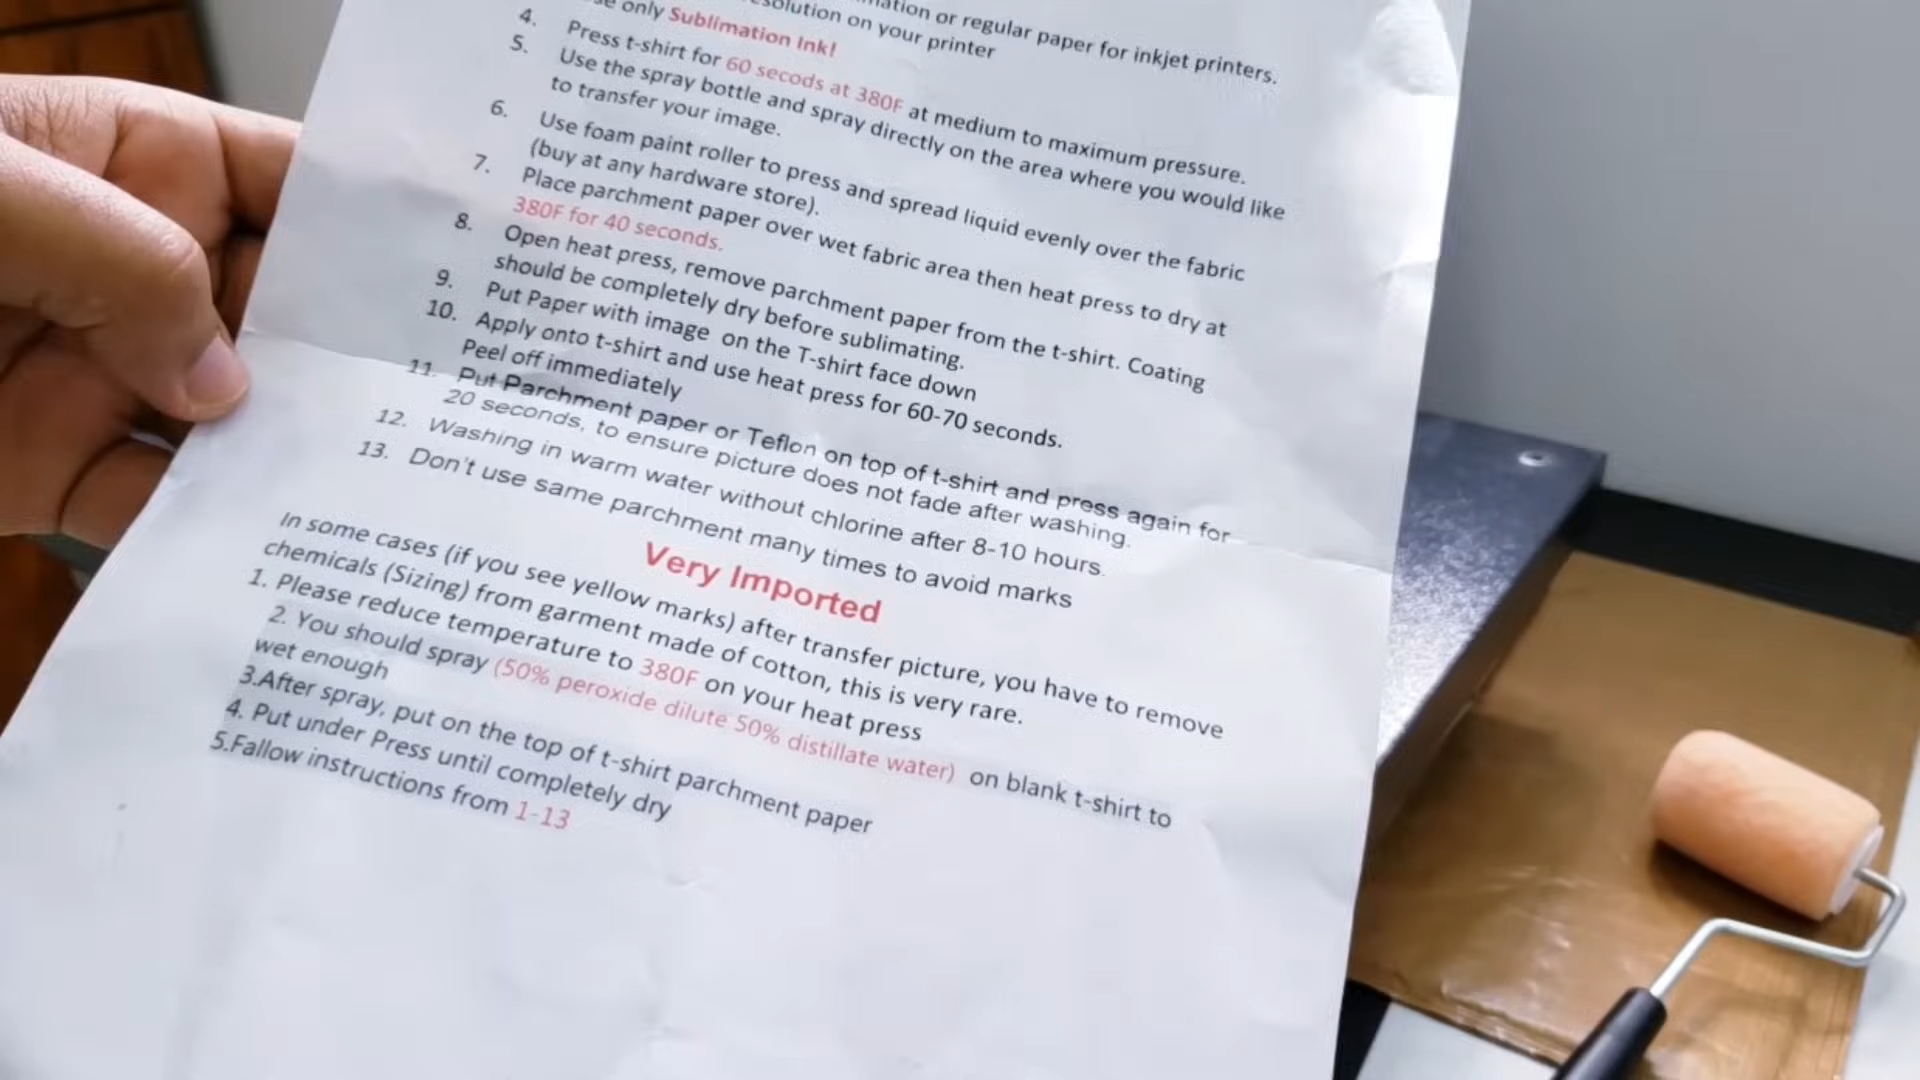 or regular paper for inkjet printers.
on your printer
only Sublimation Ink!
4. Press t-shirt for 60 secods at 380F at medium to maximum pressure.
5. Use the spray bottle and spray directly on the area where you would like
to transfer your image.
6. Use foam paint roller to press and spread liquid evenly over the fabric
(buy at any hardware store).
7. Place parchment paper over wet fabric area then heat press to dry at
380F for 40 seconds.
8. Open heat press, remove parchment paper from the t-shirt. Coating
should be completely dry before sublimating.
9. Put Paper with image on the T-shirt face down
10. Apply onto t-shirt and use heat press for 60-70 seconds.
Peel off immediately
11. Put Parchment paper or Teflon on top of t-shirt and press again for
20 seconds, to ensure picture does not fade after washing.
12. Washing in warm water without chlorine after 8-10 hours.
13. Don't use same parchment many times to avoid marks
Very Imported
In some cases (if you see yellow marks) after transfer picture, you have to remove
chemicals (Sizing) from garment made of cotton, this is very rare.
1. Please reduce temperature to 380F on your heat press
2. You should spray (50% peroxide dilute 50% distillate water) on blank t-shirt to
wet enough
3.After spray, put on the top of t-shirt parchment paper
4. Put under Press until completely dry
5.Fallow instructions from 1-13